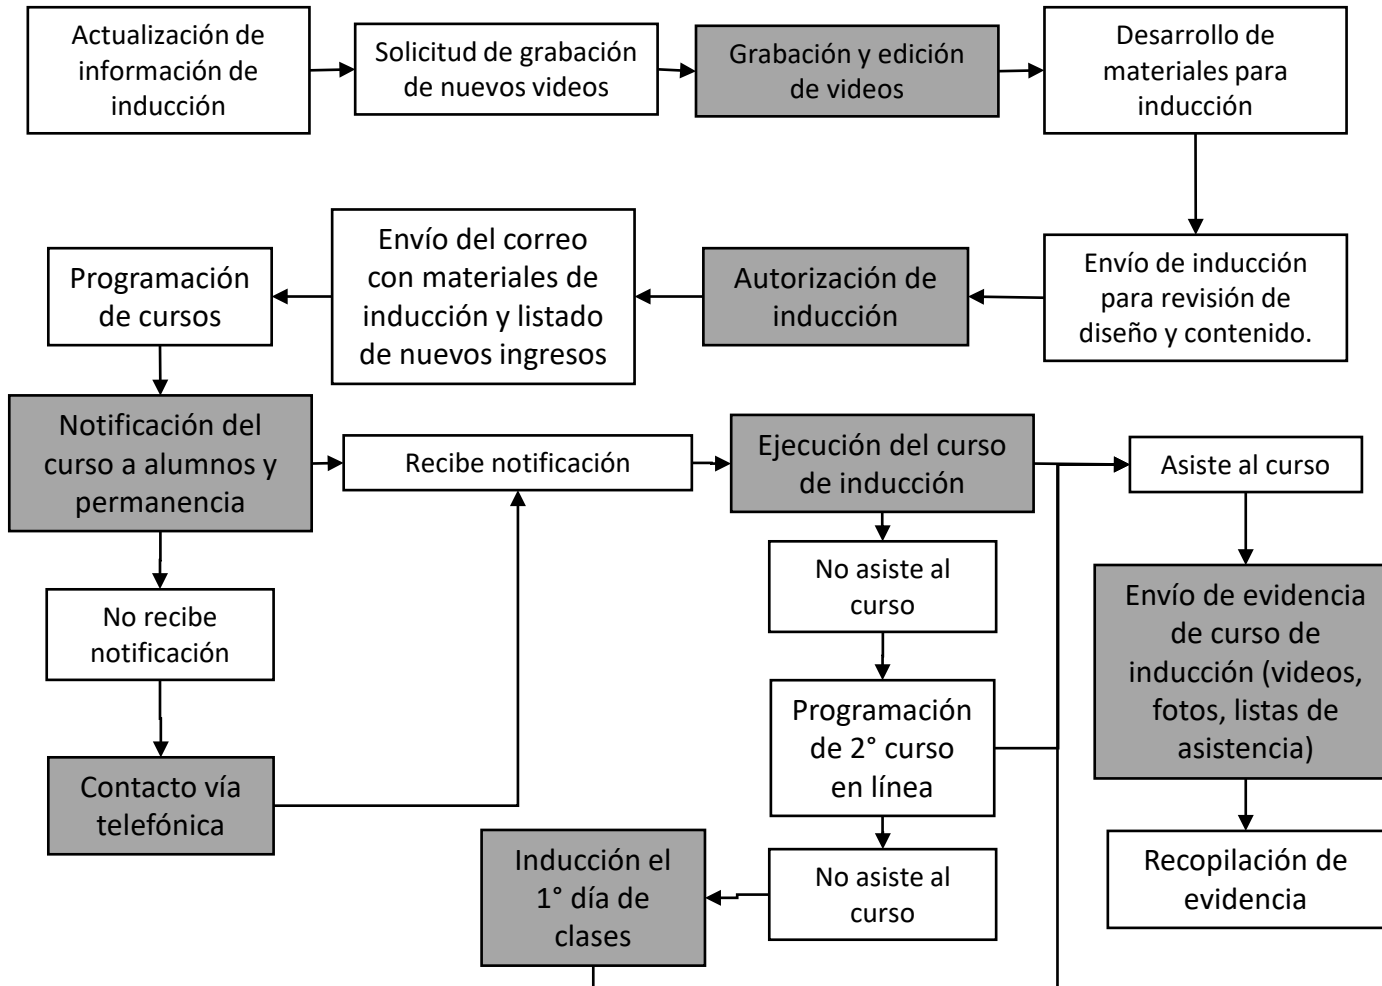 Actualización de
información de
inducción
Solicitud de grabación
de nuevos videos
Grabación y edición
de videos
Desarrollo de
materiales para
inducción
Programación
de cursos
Envío del correo
con materiales de
inducción y listado
de nuevos ingresos
Autorización de
inducción
Envío de inducción
para revisión de
diseño y contenido.
Notificación del
curso a alumnos y
permanencia
Recibe notificación
Ejecución del curso
de inducción
Asiste al curso
No recibe
notificación
No asiste al
curso
Envío de evidencia
de curso de
inducción (videos,
fotos, listas de
asistencia)
Contacto vía
telefónica
Programación
de 2° curso
en línea
Inducción el
1° día de
clases
No asiste al
curso
Recopilación de
evidencia